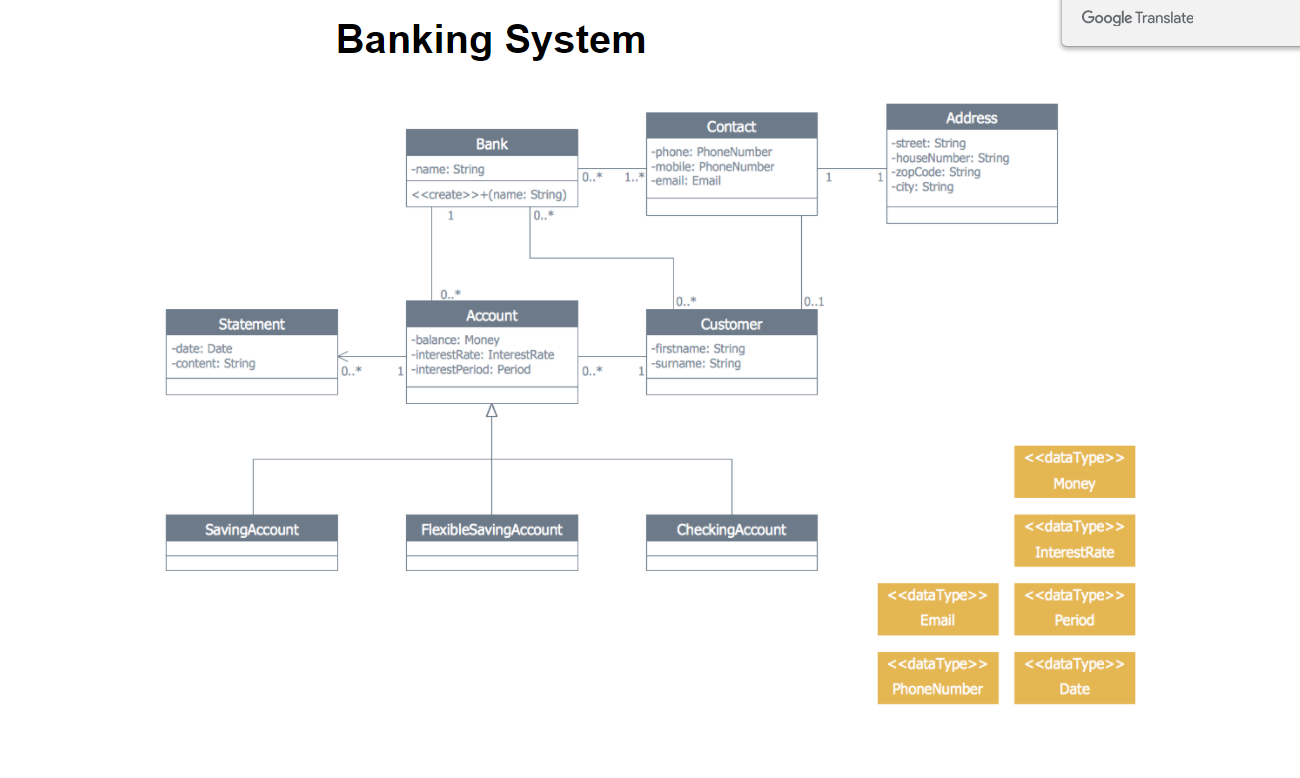 Google Translate
Banking System
Bank
-name: String
<<create>>+(name: String)
0..*
1..*
Contact
-phone: PhoneNumber
-mobile: PhoneNumber
-email: Email
1
1
Address
-street: String
-houseNumber: String
-zopCode: String
-city: String
1
0..*
0..*
0..*
0..1
Statement
-date: Date
-content: String
0..*
1
Account
-balance: Money
-interestRate: InterestRate
-interestPeriod: Period
0..*
1
Customer
-firstname: String
-surname: String
SavingAccount
FlexibleSavingAccount
CheckingAccount
<<dataType>>
Money
<<dataType>>
InterestRate
<<dataType>>
Email
<<dataType>>
Period
<<dataType>>
PhoneNumber
<<dataType>>
Date